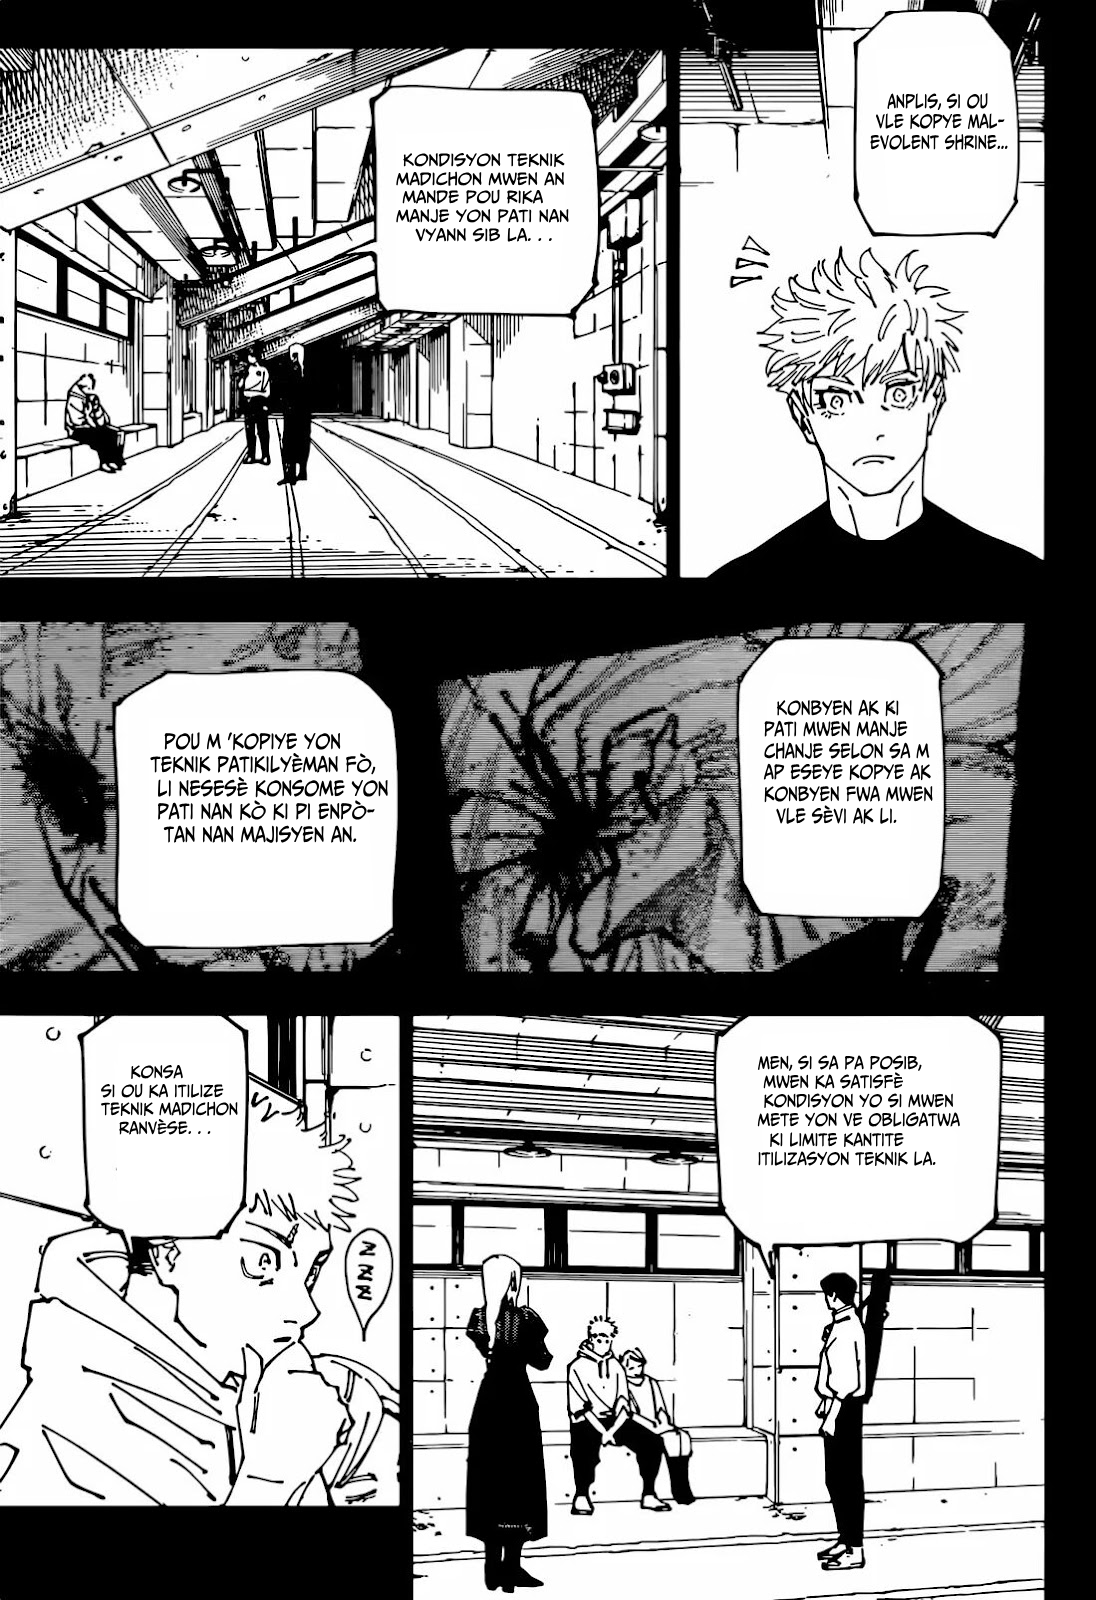 ANPLIS, SI OU
VLE KOPYE MAL-
EVOLENT SHRINE...
KONDISYON TEKNIK
MADICHON MWEN AN
MANDE POU RIKA
MANJE YON PATI NAN
VYANN SIB LA. . .
KONBYEN AK KI
PATI MWEN MANJE
CHANJE SELON SA M
AP ESEYE KOPYE AK
KONBYEN FWA MWEN
VLE SÈVI AK LI.
POU M 'KOPIYE YON
TEKNIK PATIKILYÈMAN FÒ,
LI NESESÈ KONSOME YON
PATI NAN KÒ KI PI ENPÒ-
TAN NAN MAJISYEN AN.
MEN, SI SA PA POSIB,
MWEN KA SATISFÈ
KONDISYON YO SI MWEN
METE YON VE OBLIGATWA
KI LIMITE KANTITE
ITILIZASYON TEKNIK LA.
KONSA
SI OU KA ITILIZE
TEKNIK MADICHON
RANVÈSE. . .